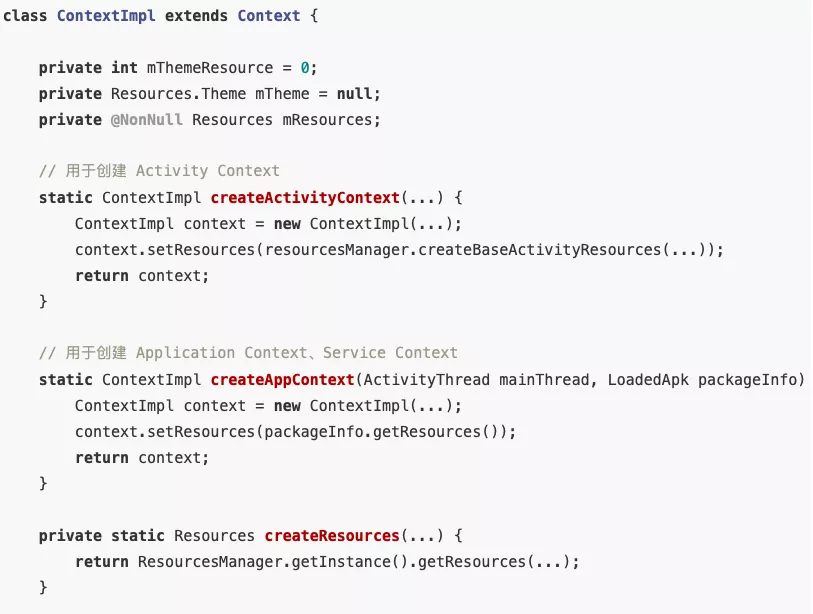 class ContextImpl extends Context {
private int mThemeResource = 0;
private Resources.Theme mTheme = null;
private @NonNull Resources mResources;
// 用于创建 Activity Context
static ContextImpl createActivityContext(...) {
ContextImpl context = new ContextImpl(...);
context.setResources(resourcesManager.createBaseActivityResources(...));
return context;
}
// 用于创建 Application Context、Service Context
static ContextImpl createAppContext(ActivityThread mainThread, LoadedApk packageInfo)
ContextImpl context = new ContextImpl(...);
context.setResources(packageInfo.getResources());
return context;
}
private static Resources createResources(...) {
return ResourcesManager.getInstance().getResources(...);
}